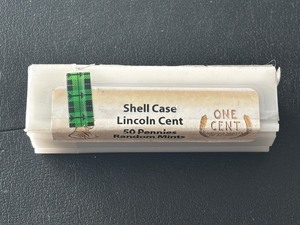 Shell Case
Lincoln Cent
50 Pennies
Random Mints
ONE
CENT